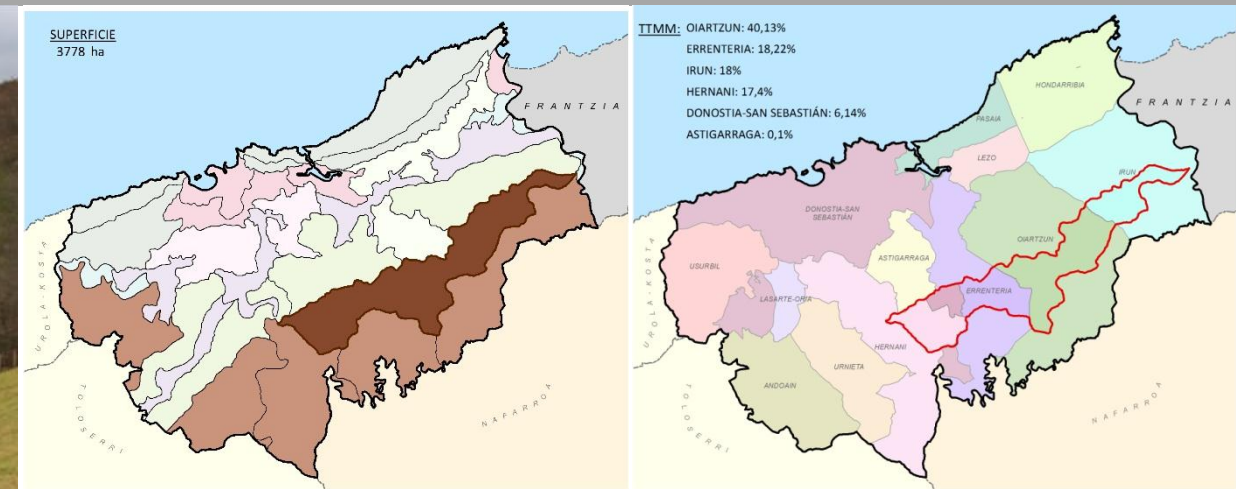 SUPERFICIE
3778 ha
FRANTZIA
UROLA-KOSTA
TOLOSERRI
NAFARROA
TTMM: OIARTZUN: 40,13%
ERRENTERIA: 18,22%
IRUN: 18%
HERNANI: 17,4%
DONOSTIA-SAN SEBASTIÁN: 6,14%
ASTIGARRAGA: 0,1%
HONDARRIBIA
FRANTZIA
PASAIA
LEZO
IRUN
DONOSTIA-SAN
SEBASTIÁN
OIARTZUN
ASTIGARRAGA
USURBIL
ERRENTERIA
LASARTE-ORIA
HERNANI
URNIETA
ANDOAIN
UROLA-KOSTA
TOLOSERRI
NAFARROA